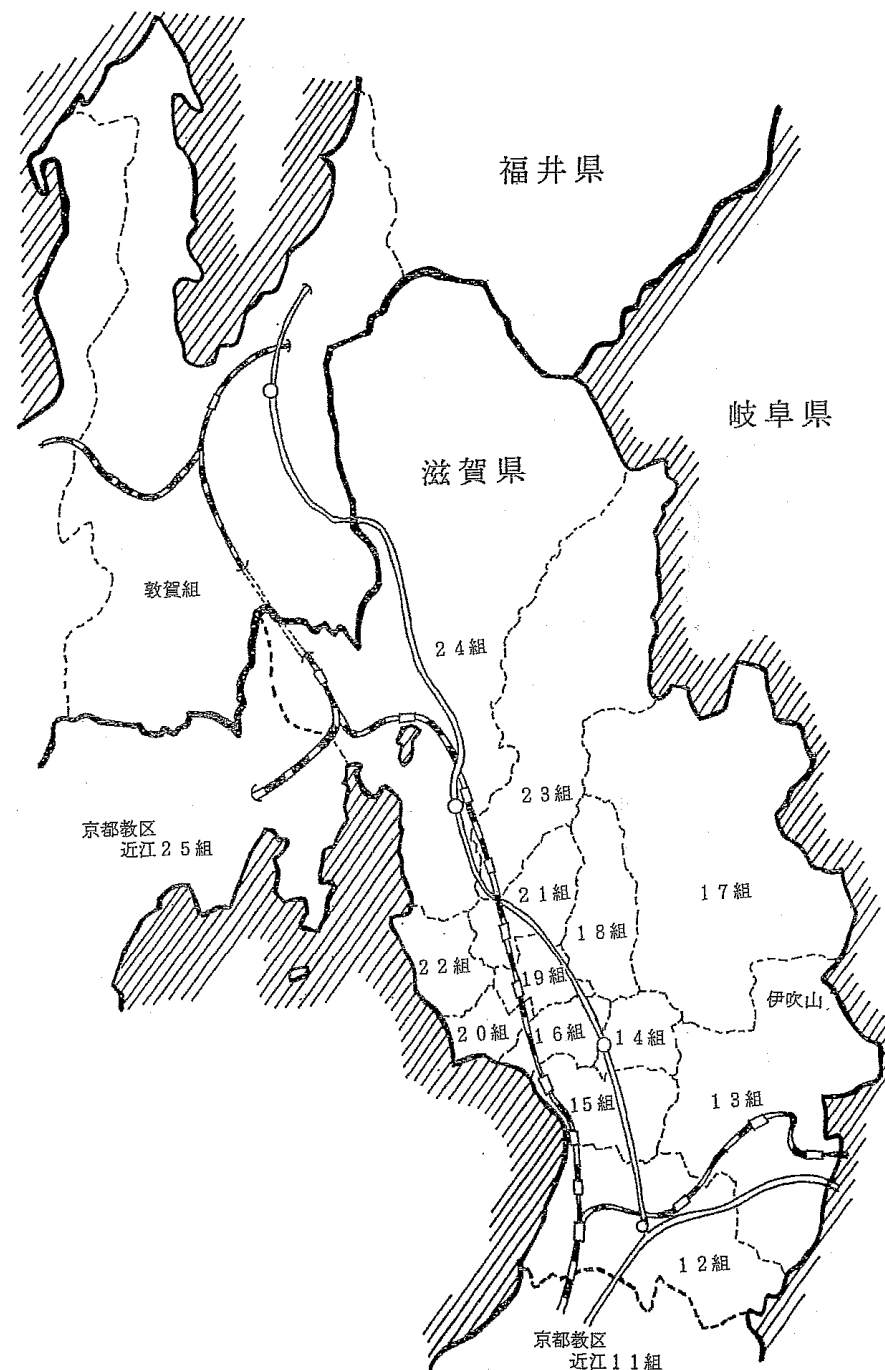 福井県
岐阜県
滋賀県
敦賀組
２４組
２３組
京都教区
近江２５組
２１組
１７組
１８組
２２組
１９組
伊吹山
２０組
１６組
１４組
１５組
１３組
１２組
京都教区
近江１１組